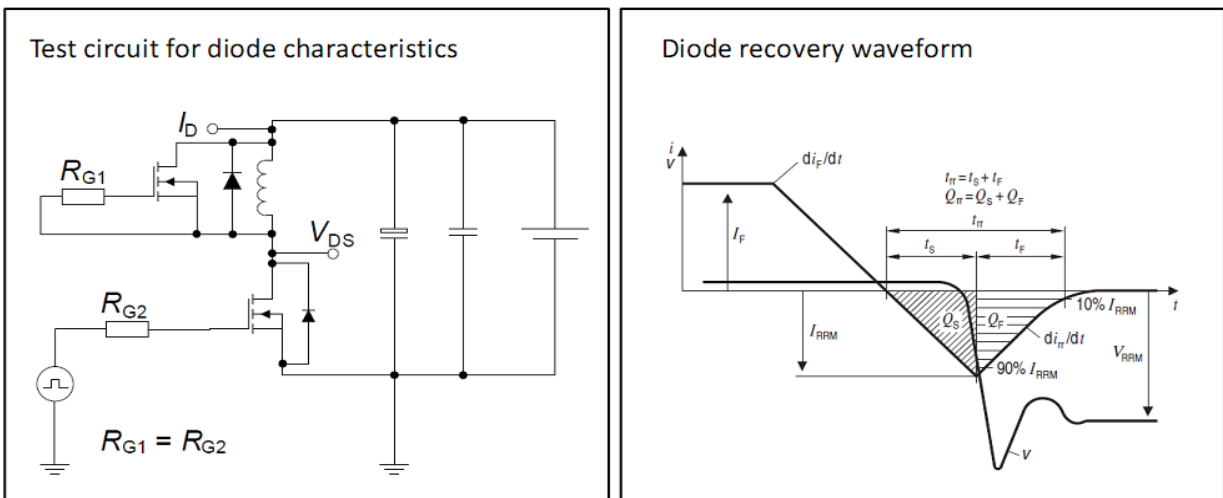 Test circuit for diode characteristics
I_D
R_G1
V_DS
R_G2
R_G1 = R_G2
Diode recovery waveform
i
v
di_F/dt
t_rr = t_S + t_F
Q_rr = Q_S + Q_F
t_rr
t_S
t_F
I_F
t
10% I_RRM
Q_S
Q_F
I_RRM
di_rr/dt
V_RRM
90% I_RRM
v